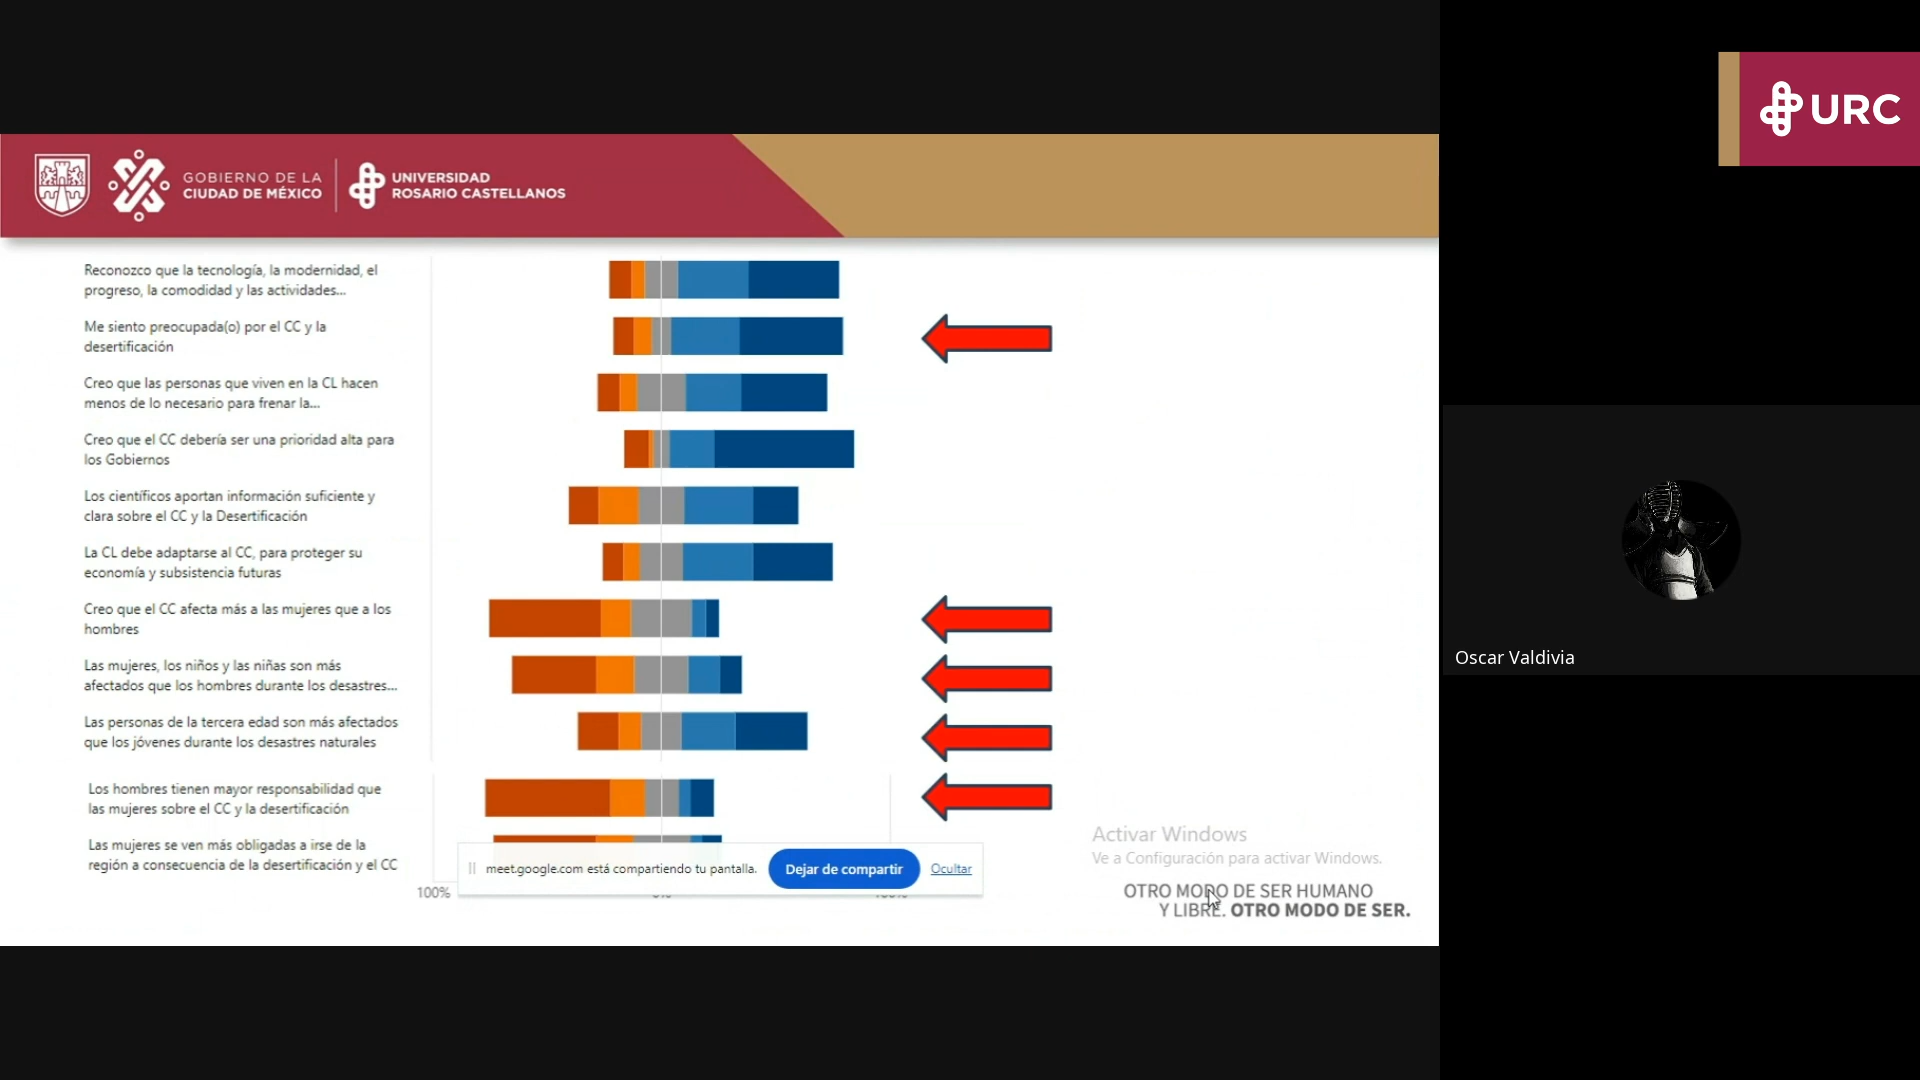 URC
GOBIERNO DE LA
CIUDAD DE MÉXICO
UNIVERSIDAD
ROSARIO CASTELLANOS
Reconozco que la tecnología, la modernidad, el
progreso, la comodidad y las actividades...
Me siento preocupada(o) por el CC y la
desertificación
Creo que las personas que viven en la CL hacen
menos de lo necesario para frenar la...
Creo que el CC debería ser una prioridad alta para
los Gobiernos
Los científicos aportan información suficiente y
clara sobre el CC y la Desertificación
La CL debe adaptarse al CC, para proteger su
economía y subsistencia futuras
Creo que el CC afecta más a las mujeres que a los
hombres
Las mujeres, los niños y las niñas son más
afectados que los hombres durante los desastres...
Las personas de la tercera edad son más afectados
que los jóvenes durante los desastres naturales
Los hombres tienen mayor responsabilidad que
las mujeres sobre el CC y la desertificación
Las mujeres se ven más obligadas a irse de la
región a consecuencia de la desertificación y el CC
100%
meet.google.com está compartiendo tu pantalla.
Dejar de compartir
Ocultar
Activar Windows
Ve a Configuración para activar Windows.
OTRO MODO DE SER HUMANO
Y LIBRE. OTRO MODO DE SER.
Oscar Valdivia